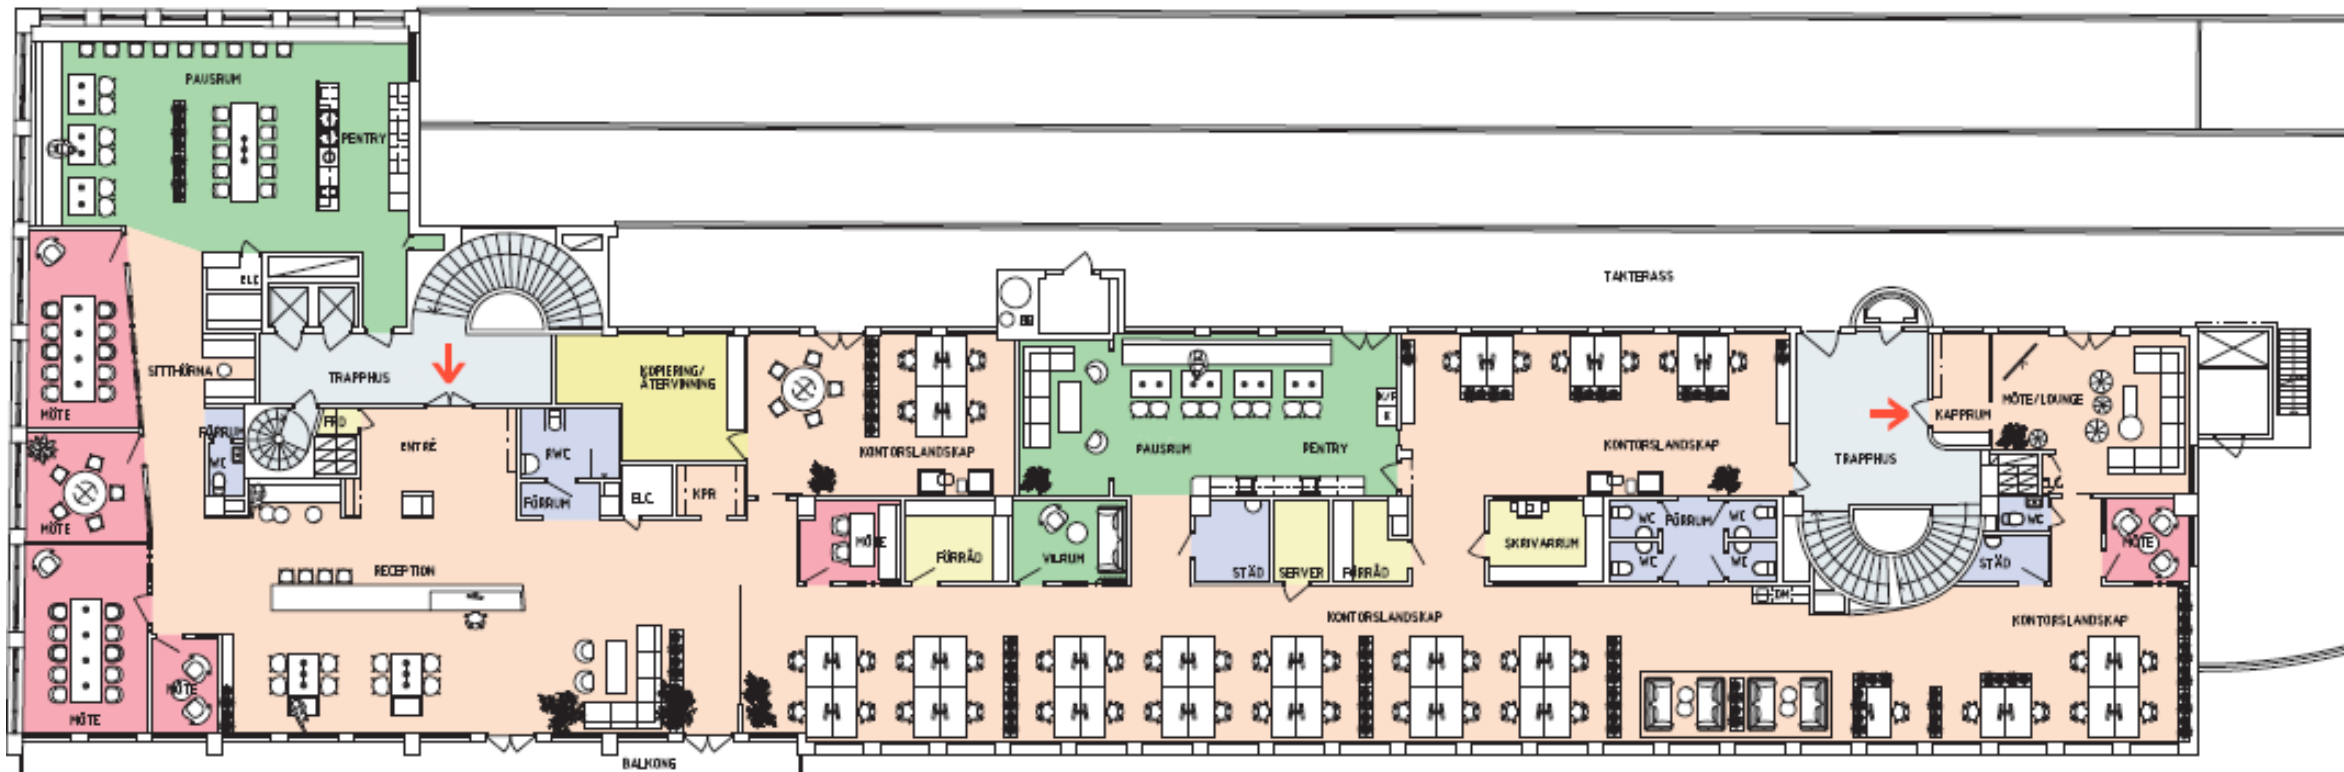 PAUSRUM
PENTRY
ELC
TAKTERASS
SITTHÖRNA
TRAPPHUS
KOPIERING/
ÅTERVINNING
MÖTE
FÖRRUM
FRD
ENTRÉ
RWC
WC
KONTORSLANDSKAP
PAUSRUM
PENTRY
K/F
K
KONTORSLANDSKAP
TRAPPHUS
KAPPRUM
MÖTE/LOUNGE
MÖTE
FÖRRUM
ELC
KPR
MÖTE
FÖRRÅD
VILRUM
STÄD
SERVER
FÖRRÅD
SKRIVARRUM
WC
FÖRRUM
WC
WC
WC
WC
STÄD
MÖTE
RECEPTION
DM
KONTORSLANDSKAP
KONTORSLANDSKAP
MÖTE
MÖTE
BALKONG